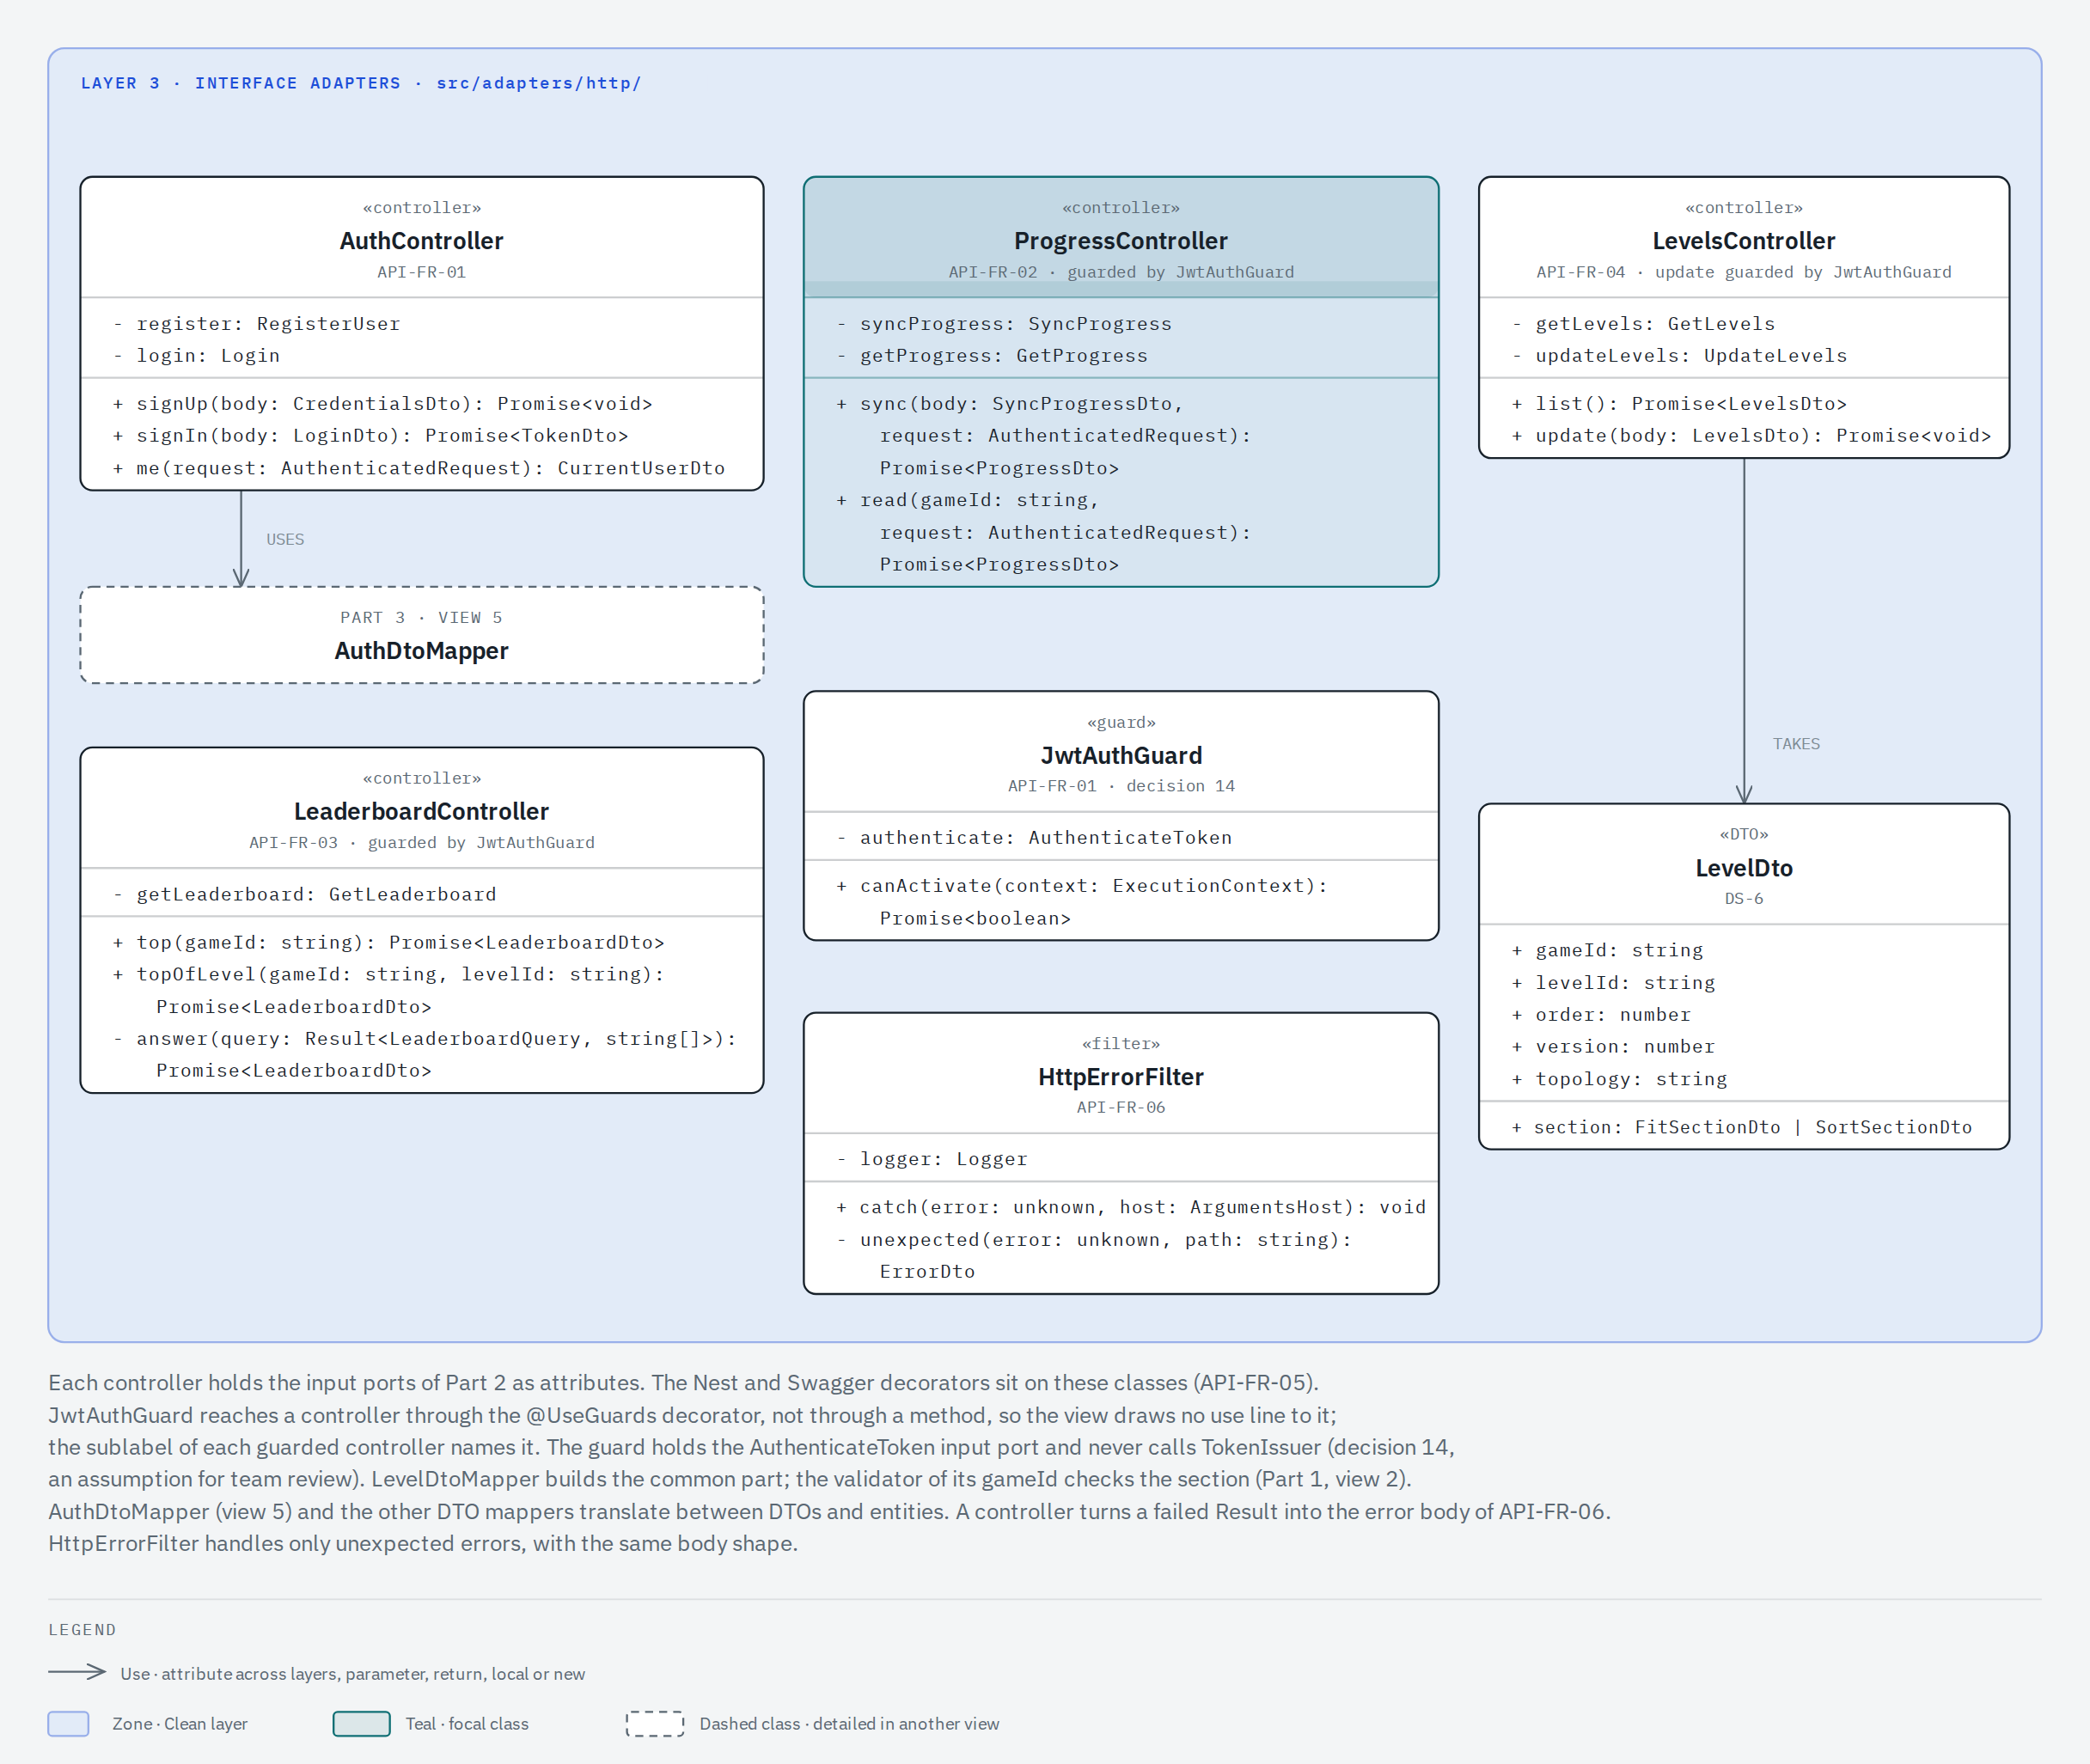 LAYER 3 · INTERFACE ADAPTERS · src/adapters/http/
«controller»
AuthController
API-FR-01
- register: RegisterUser
- login: Login
+ signUp(body: CredentialsDto): Promise<void>
+ signIn(body: LoginDto): Promise<TokenDto>
+ me(request: AuthenticatedRequest): CurrentUserDto
USES
PART 3 · VIEW 5
AuthDtoMapper
«controller»
LeaderboardController
API-FR-03 · guarded by JwtAuthGuard
- getLeaderboard: GetLeaderboard
+ top(gameId: string): Promise<LeaderboardDto>
+ topOfLevel(gameId: string, levelId: string):
Promise<LeaderboardDto>
- answer(query: Result<LeaderboardQuery, string[]>):
Promise<LeaderboardDto>
«controller»
ProgressController
API-FR-02 · guarded by JwtAuthGuard
- syncProgress: SyncProgress
- getProgress: GetProgress
+ sync(body: SyncProgressDto,
request: AuthenticatedRequest):
Promise<ProgressDto>
+ read(gameId: string,
request: AuthenticatedRequest):
Promise<ProgressDto>
«guard»
JwtAuthGuard
API-FR-01 · decision 14
- authenticate: AuthenticateToken
+ canActivate(context: ExecutionContext):
Promise<boolean>
«filter»
HttpErrorFilter
API-FR-06
- logger: Logger
+ catch(error: unknown, host: ArgumentsHost): void
- unexpected(error: unknown, path: string):
ErrorDto
«controller»
LevelsController
API-FR-04 · update guarded by JwtAuthGuard
- getLevels: GetLevels
- updateLevels: UpdateLevels
+ list(): Promise<LevelsDto>
+ update(body: LevelsDto): Promise<void>
TAKES
«DTO»
LevelDto
DS-6
+ gameId: string
+ levelId: string
+ order: number
+ version: number
+ topology: string
+ section: FitSectionDto | SortSectionDto
Each controller holds the input ports of Part 2 as attributes. The Nest and Swagger decorators sit on these classes (API-FR-05).
JwtAuthGuard reaches a controller through the @UseGuards decorator, not through a method, so the view draws no use line to it;
the sublabel of each guarded controller names it. The guard holds the AuthenticateToken input port and never calls TokenIssuer (decision 14,
an assumption for team review). LevelDtoMapper builds the common part; the validator of its gameId checks the section (Part 1, view 2).
AuthDtoMapper (view 5) and the other DTO mappers translate between DTOs and entities. A controller turns a failed Result into the error body of API-FR-06.
HttpErrorFilter handles only unexpected errors, with the same body shape.
LEGEND
Use · attribute across layers, parameter, return, local or new
Zone · Clean layer
Teal · focal class
Dashed class · detailed in another view